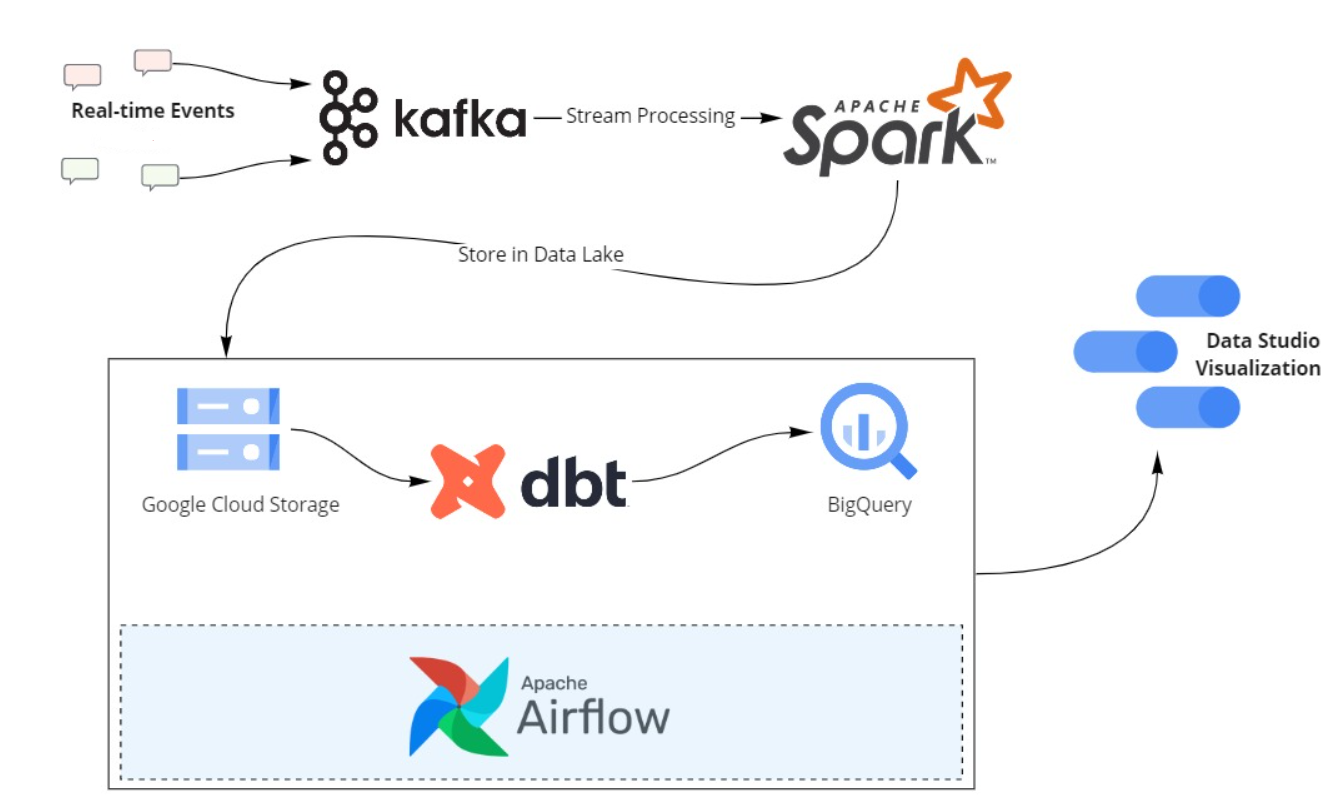 Real-time Events
kafka
Stream Processing
APACHE
Spark™
Store in Data Lake
Data Studio
Visualization
Google Cloud Storage
dbt
BigQuery
Apache
Airflow